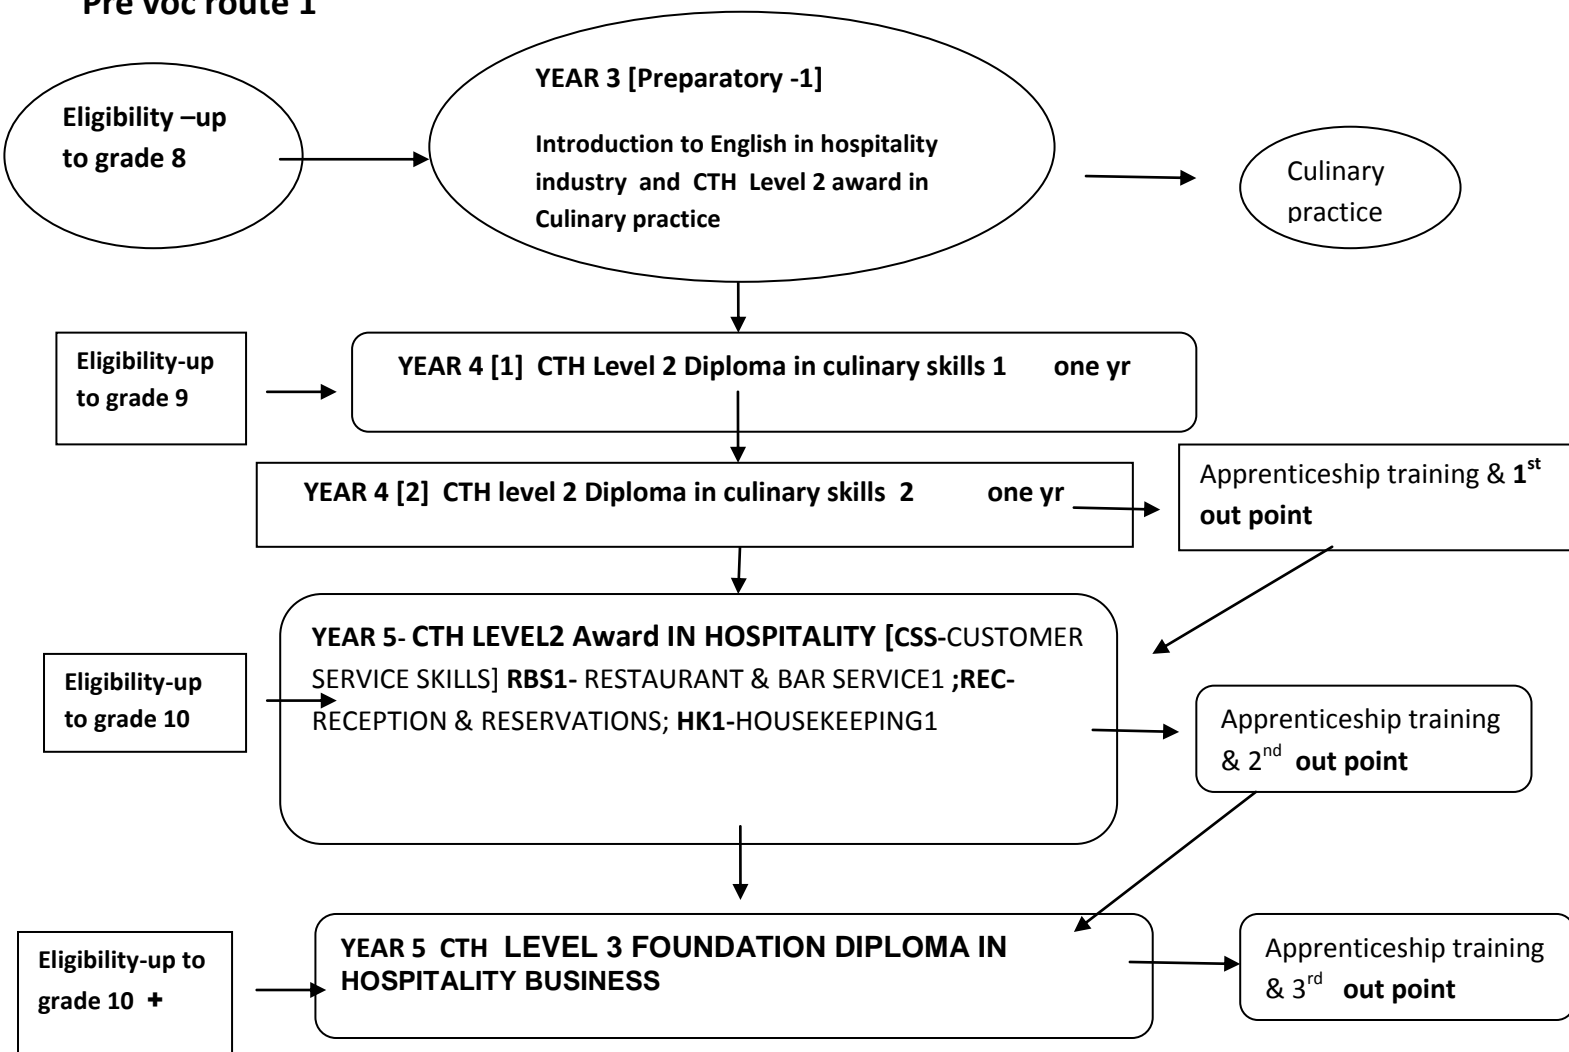 Pre voc route 1
YEAR 3 [Preparatory -1]
Eligibility –up
to grade 8
Introduction to English in hospitality
industry and CTH Level 2 award in
Culinary practice
Culinary
practice
Eligibility-up
to grade 9
YEAR 4 [1] CTH Level 2 Diploma in culinary skills 1 one yr
YEAR 4 [2] CTH level 2 Diploma in culinary skills 2 one yr
Apprenticeship training & 1st
out point
YEAR 5- CTH LEVEL2 Award IN HOSPITALITY [CSS-CUSTOMER
SERVICE SKILLS] RBS1- RESTAURANT & BAR SERVICE1 ;REC-
RECEPTION & RESERVATIONS; HK1-HOUSEKEEPING1
Eligibility-up
to grade 10
Apprenticeship training
& 2nd out point
Eligibility-up to
grade 10 +
YEAR 5 CTH LEVEL 3 FOUNDATION DIPLOMA IN
HOSPITALITY BUSINESS
Apprenticeship training
& 3rd out point